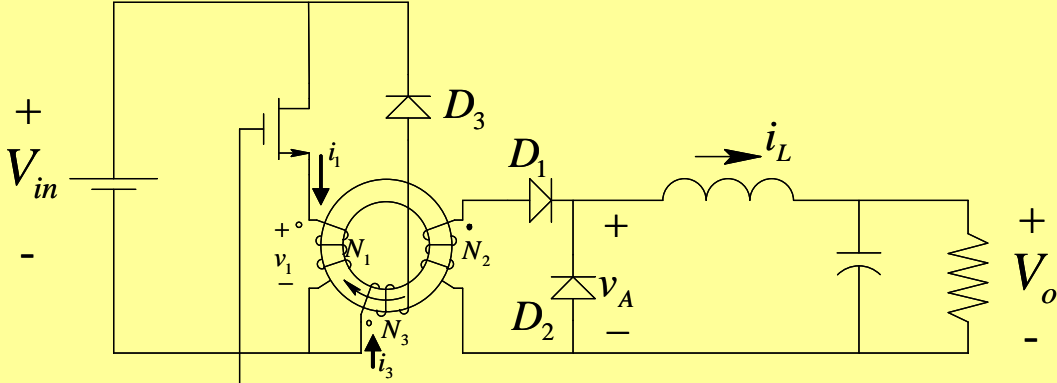 +
V_in
-
D_3
i_1
+
v_1
−
N_1
N_2
N_3
i_3
D_1
D_2
+
v_A
−
i_L
+
V_o
-